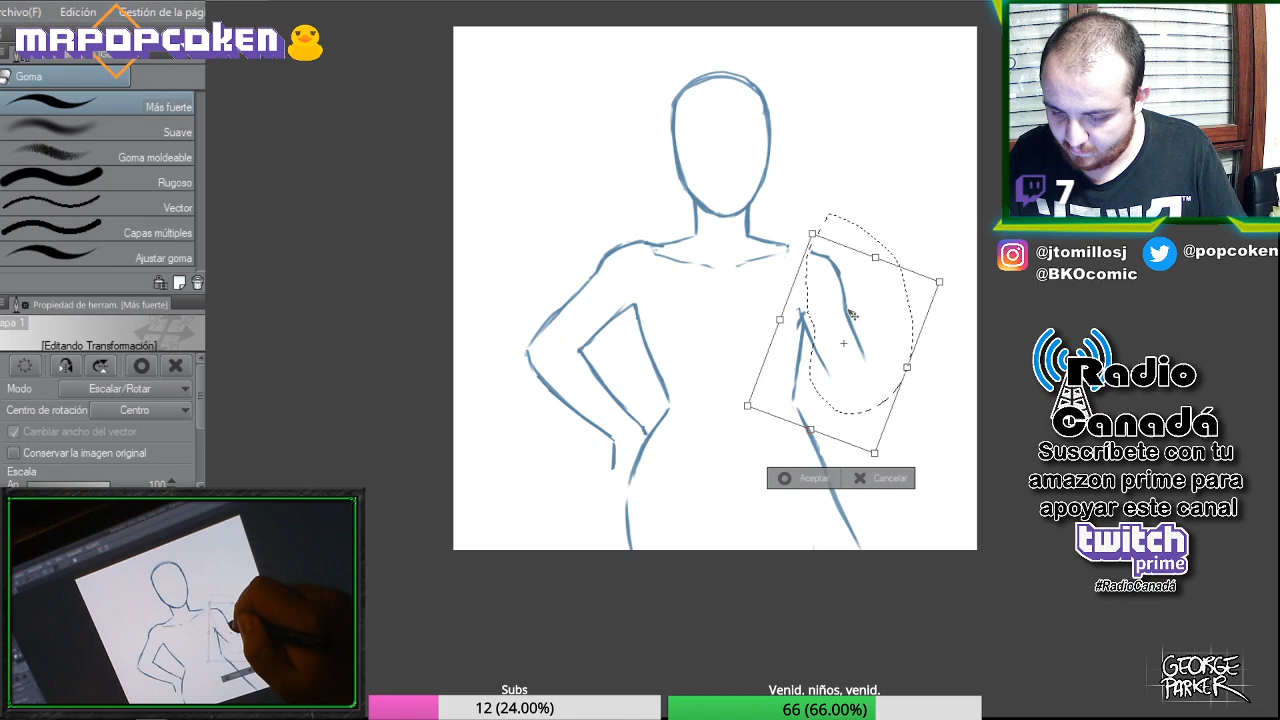 rchivo(F) Edición Gestión de la pág
MRPOPCOKEN
Goma
Más fuerte
Suave
Goma moldeable
Rugoso
Vector
Capas múltiples
Ajustar goma
Propiedad de herram. [Más fuerte]
apa 1
[Editando Transformación]
Modo Escalar/Rotar
Centro de rotación Centro
Cambiar ancho del vector
Conservar la imagen original
Escala
An 100
Aceptar Cancelar
7
@jtomillosj
@BKOcomic
@popcoken
Radio
Canadá
Suscríbete con tu
amazon prime para
apoyar este canal
twitch
prime
#RadioCanadá
GEORGE
PARKER
Subs
12 (24.00%)
Venid, niños, venid.
66 (66.00%)